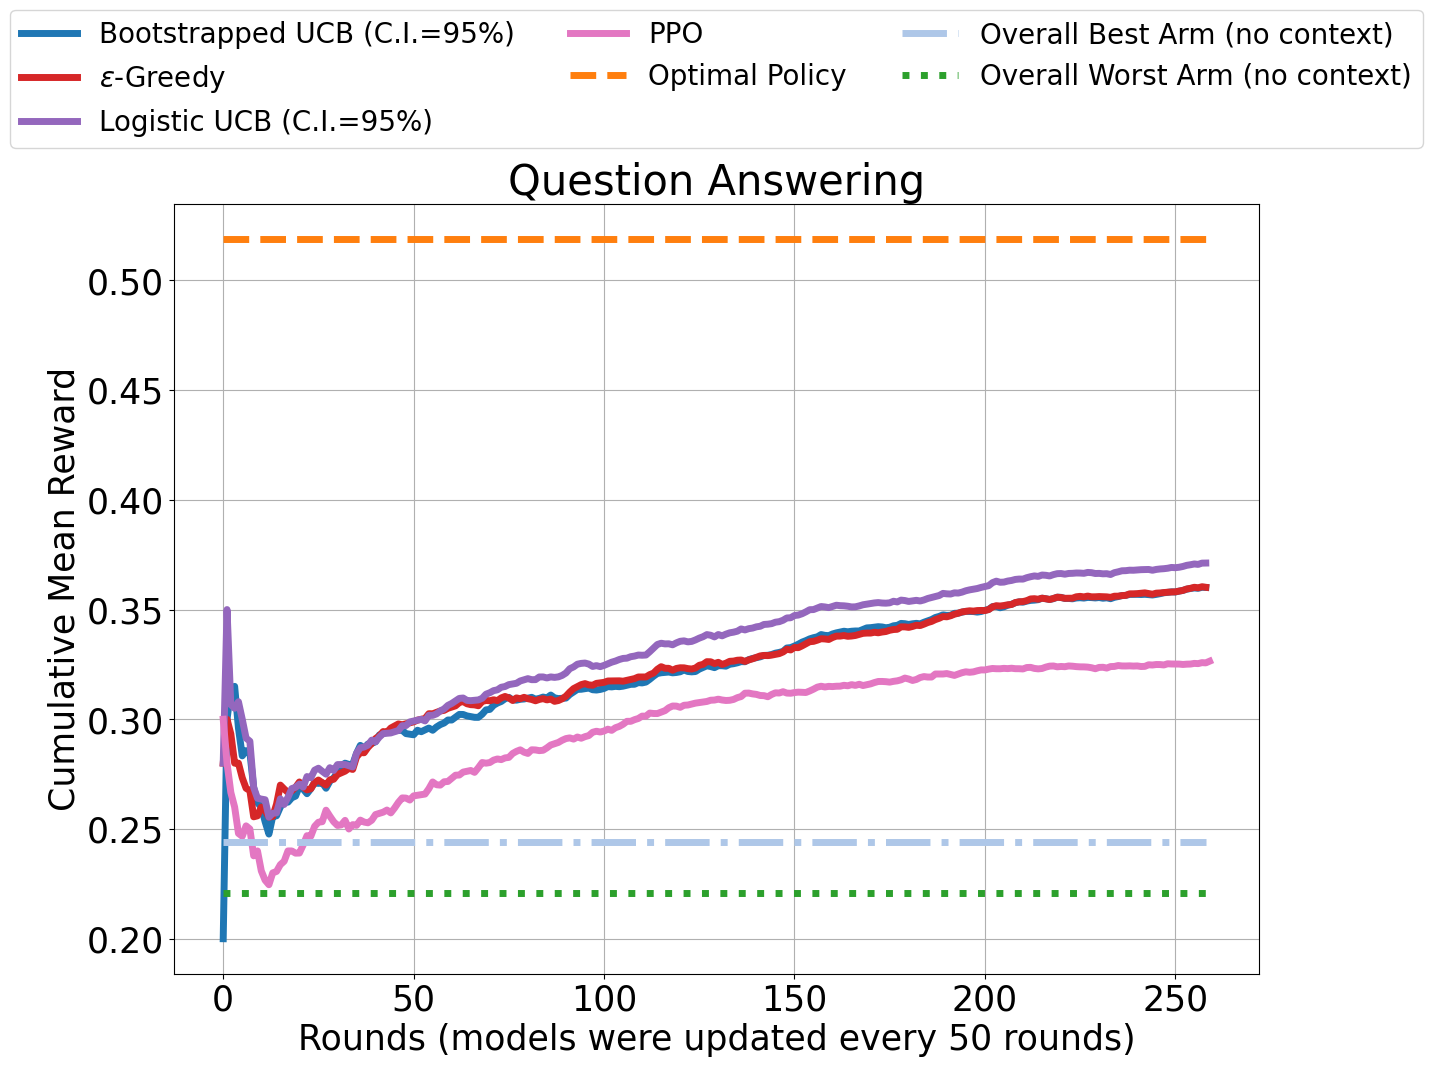 Bootstrapped UCB (C.I.=95%)
ε-Greedy
Logistic UCB (C.I.=95%)
PPO
Optimal Policy
Overall Best Arm (no context)
Overall Worst Arm (no context)
Question Answering
Cumulative Mean Reward
0.50
0.45
0.40
0.35
0.30
0.25
0.20
0
50
100
150
200
250
Rounds (models were updated every 50 rounds)